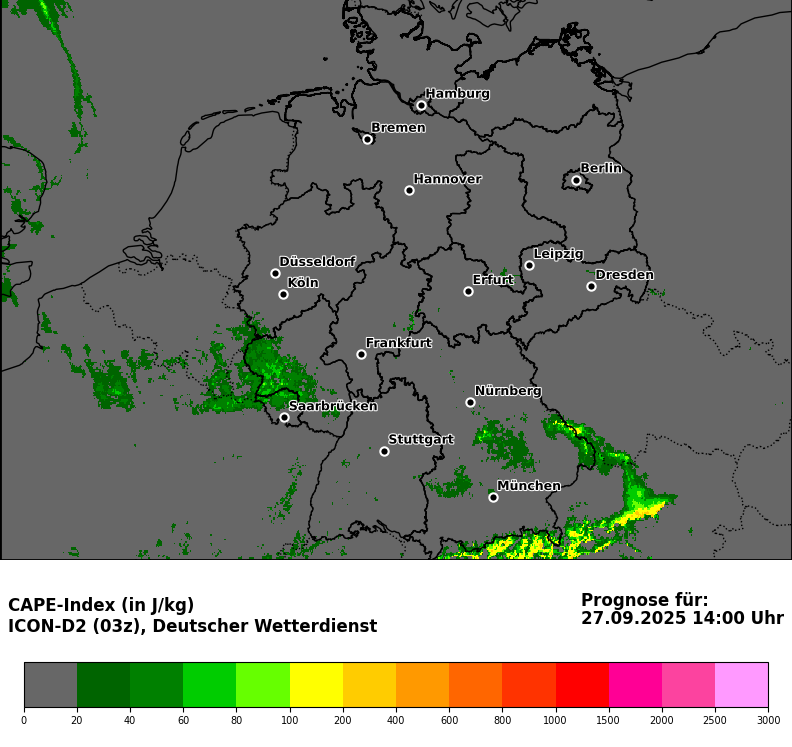 Hamburg
Bremen
Berlin
Hannover
Leipzig
Düsseldorf
Dresden
Köln
Erfurt
Frankfurt
Nürnberg
Saarbrücken
Stuttgart
München
CAPE-Index (in J/kg)
ICON-D2 (03z), Deutscher Wetterdienst
Prognose für:
27.09.2025 14:00 Uhr
0 20 40 60 80 100 200 400 600 800 1000 1500 2000 2500 3000